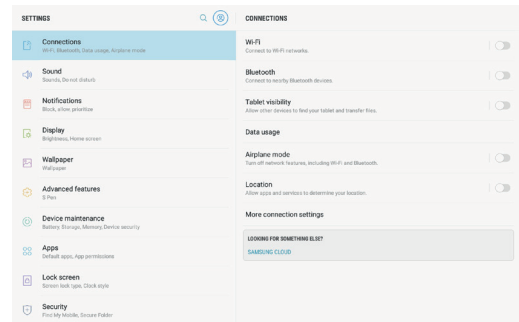 SETTINGS
Connections
Wi-Fi, Bluetooth, Data usage, Airplane mode
Sound
Sounds, Do not disturb
Notifications
Block, allow, prioritize
Display
Brightness, Home screen
Wallpaper
Wallpaper
Advanced features
S Pen
Device maintenance
Battery, Storage, Memory, Device security
Apps
Default apps, App permissions
Lock screen
Screen lock type, Clock style
Security
Find My Mobile, Secure Folder
CONNECTIONS
Wi-Fi
Connect to Wi-Fi networks.
Bluetooth
Connect to nearby Bluetooth devices.
Tablet visibility
Allow other devices to find your tablet and transfer files.
Data usage
Airplane mode
Turn off network features, including Wi-Fi and Bluetooth.
Location
Allow apps and services to determine your location.
More connection settings
LOOKING FOR SOMETHING ELSE?
SAMSUNG CLOUD